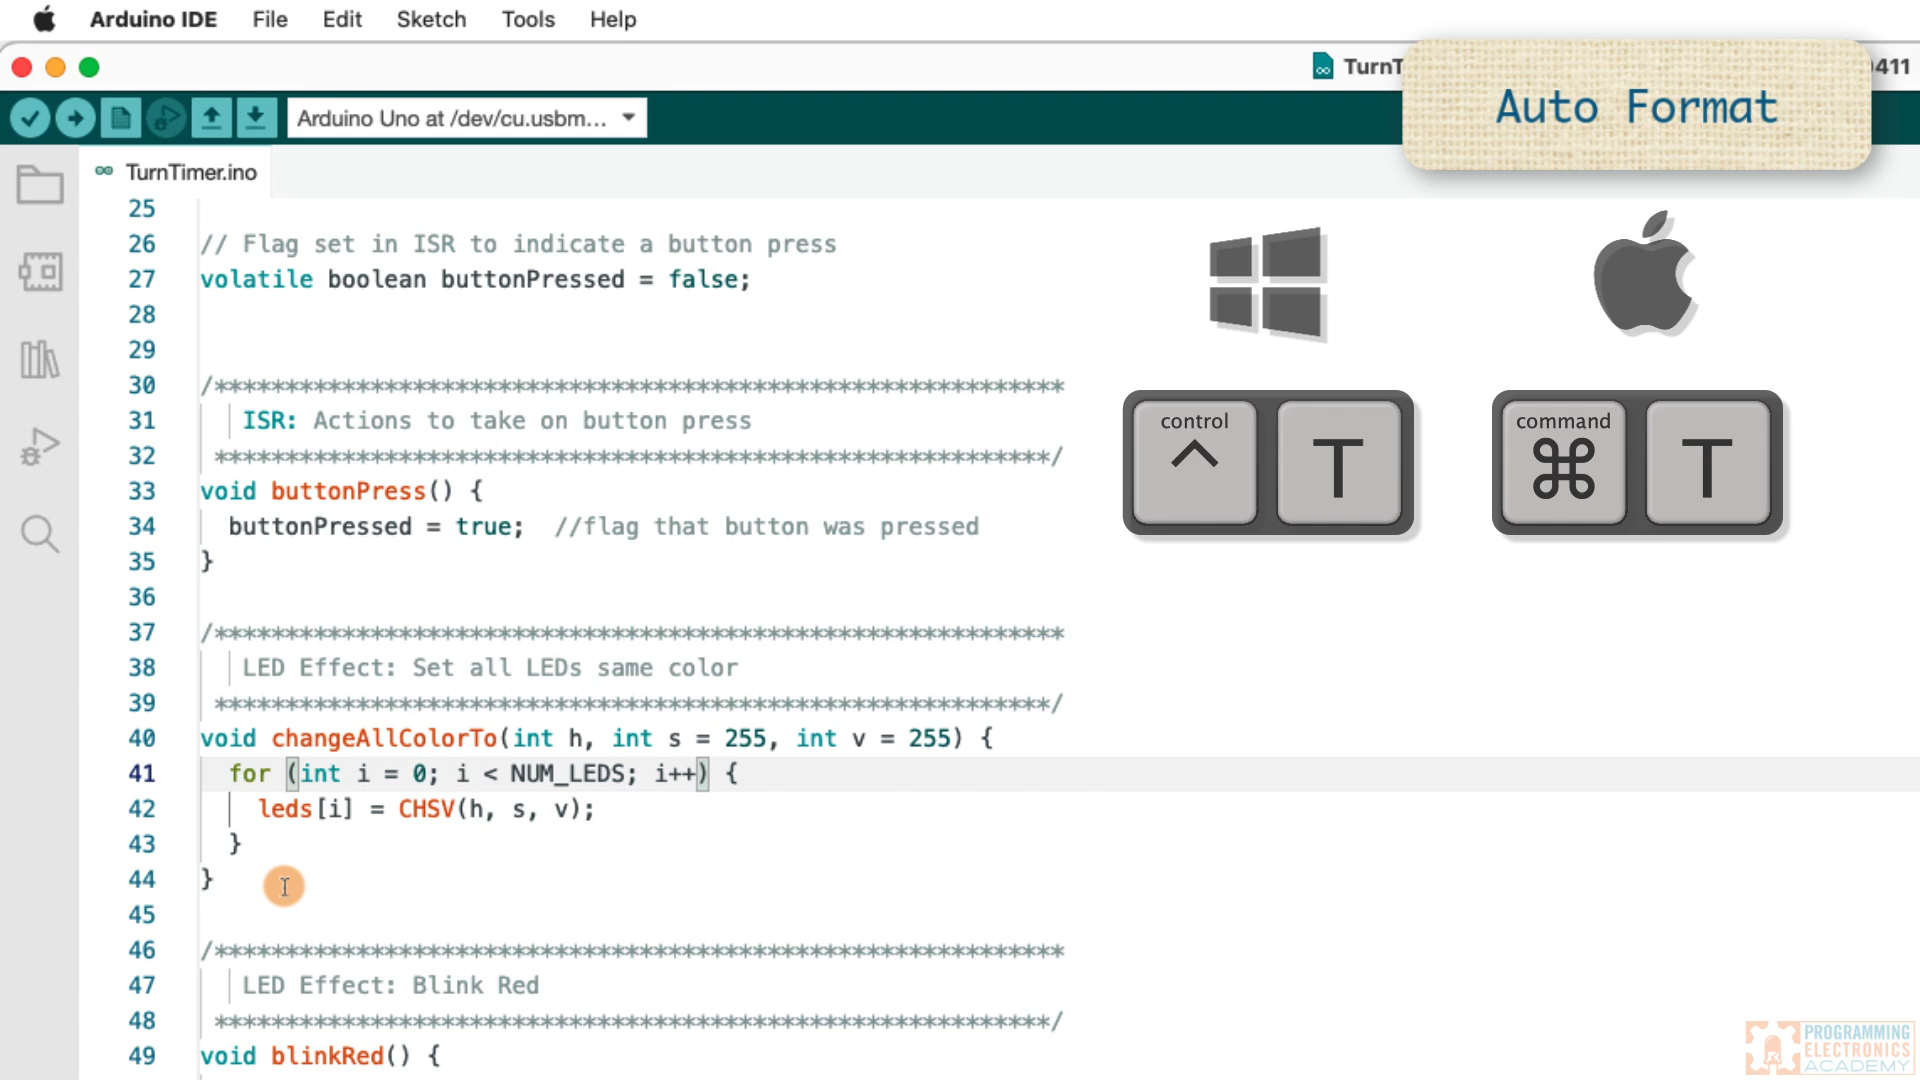 Arduino IDE File Edit Sketch Tools Help
TurnT 411
Auto Format
Arduino Uno at /dev/cu.usbm...
TurnTimer.ino
25
26 // Flag set in ISR to indicate a button press
27 volatile boolean buttonPressed = false;
28
29
30 /************************************************************
31 ISR: Actions to take on button press
32 ***********************************************************/
33 void buttonPress() {
34 buttonPressed = true; //flag that button was pressed
35 }
36
37 /************************************************************
38 LED Effect: Set all LEDs same color
39 ***********************************************************/
40 void changeAllColorTo(int h, int s = 255, int v = 255) {
41 for (int i = 0; i < NUM_LEDS; i++) {
42 leds[i] = CHSV(h, s, v);
43 }
44 }
45
46 /************************************************************
47 LED Effect: Blink Red
48 ***********************************************************/
49 void blinkRed() {
control
^ T
command
⌘ T
PROGRAMMING
ELECTRONICS
ACADEMY